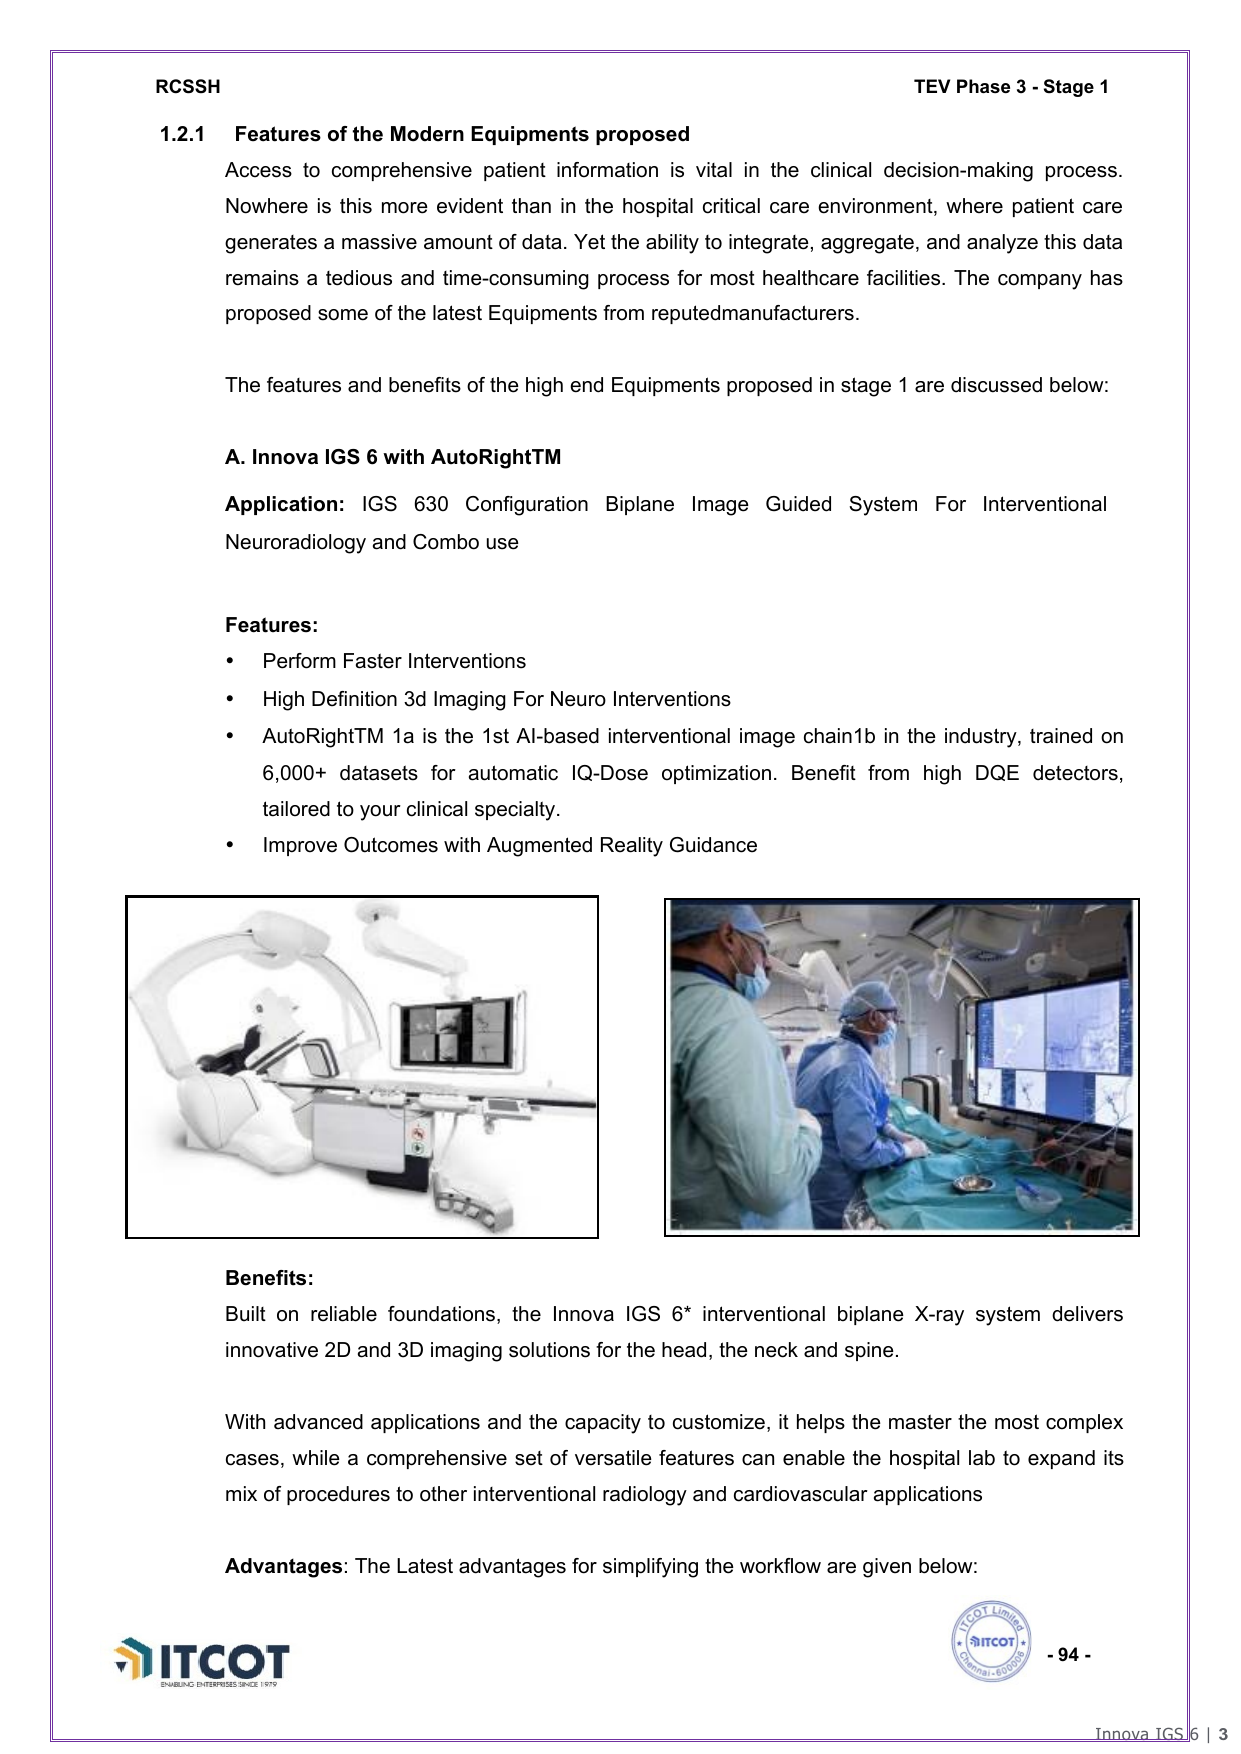 RCSSH TEV Phase 3 - Stage 1
1.2.1 Features of the Modern Equipments proposed
Access to comprehensive patient information is vital in the clinical decision-making process.
Nowhere is this more evident than in the hospital critical care environment, where patient care
generates a massive amount of data. Yet the ability to integrate, aggregate, and analyze this data
remains a tedious and time-consuming process for most healthcare facilities. The company has
proposed some of the latest Equipments from reputedmanufacturers.
The features and benefits of the high end Equipments proposed in stage 1 are discussed below:
A. Innova IGS 6 with AutoRightTM
Application: IGS 630 Configuration Biplane Image Guided System For Interventional
Neuroradiology and Combo use
Features:
• Perform Faster Interventions
• High Definition 3d Imaging For Neuro Interventions
• AutoRightTM 1a is the 1st AI-based interventional image chain1b in the industry, trained on
6,000+ datasets for automatic IQ-Dose optimization. Benefit from high DQE detectors,
tailored to your clinical specialty.
• Improve Outcomes with Augmented Reality Guidance
Benefits:
Built on reliable foundations, the Innova IGS 6* interventional biplane X-ray system delivers
innovative 2D and 3D imaging solutions for the head, the neck and spine.
With advanced applications and the capacity to customize, it helps the master the most complex
cases, while a comprehensive set of versatile features can enable the hospital lab to expand its
mix of procedures to other interventional radiology and cardiovascular applications
Advantages: The Latest advantages for simplifying the workflow are given below:
ITCOT
ENABLING ENTERPRISES SINCE 1979
ITCOT Limited
ITCOT
Chennai-600006
- 94 -
Innova IGS 6 | 3